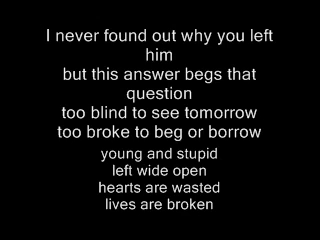 I never found out why you left
him
but this answer begs that
question
too blind to see tomorrow
too broke to beg or borrow
young and stupid
left wide open
hearts are wasted
lives are broken